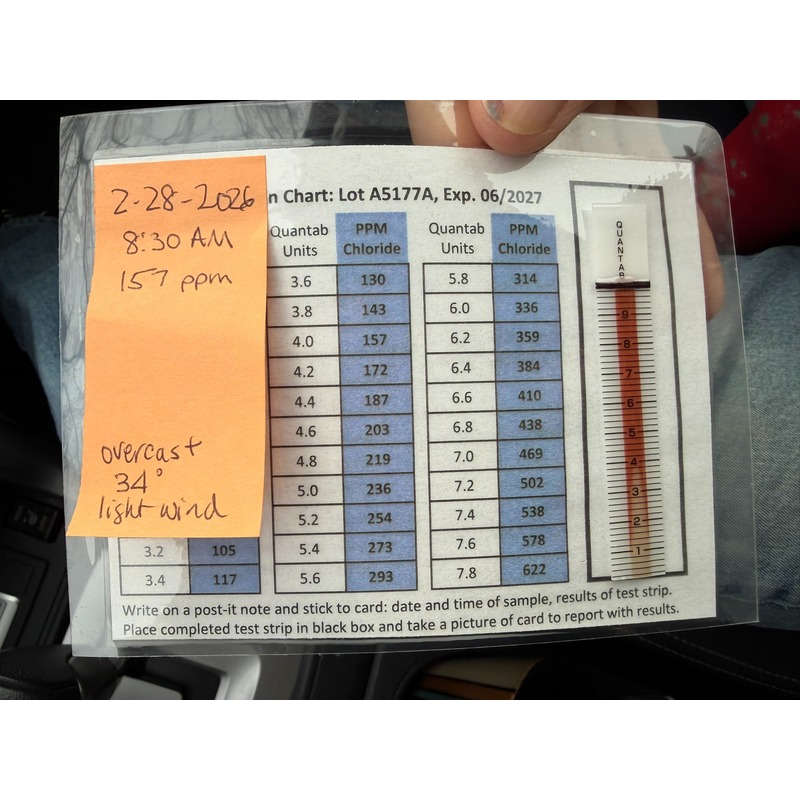 2-28-2026
8:30 AM
157 ppm
overcast
34°
light wind
n Chart: Lot A5177A, Exp. 06/2027
Quantab Units PPM Chloride Quantab Units PPM Chloride
3.6 130 5.8 314
3.8 143 6.0 336
4.0 157 6.2 359
4.2 172 6.4 384
4.4 187 6.6 410
4.6 203 6.8 438
4.8 219 7.0 469
5.0 236 7.2 502
5.2 254 7.4 538
3.2 105 5.4 273 7.6 578
3.4 117 5.6 293 7.8 622
Write on a post-it note and stick to card: date and time of sample, results of test strip.
Place completed test strip in black box and take a picture of card to report with results.
QUANTAB
9
8
7
6
5
4
3
2
1